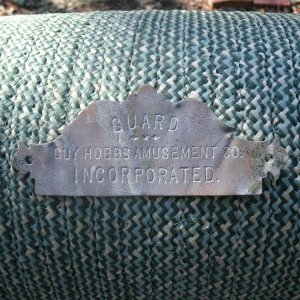 GUARD
GUY HOBBS AMUSEMENT. CO.
INCORPORATED.